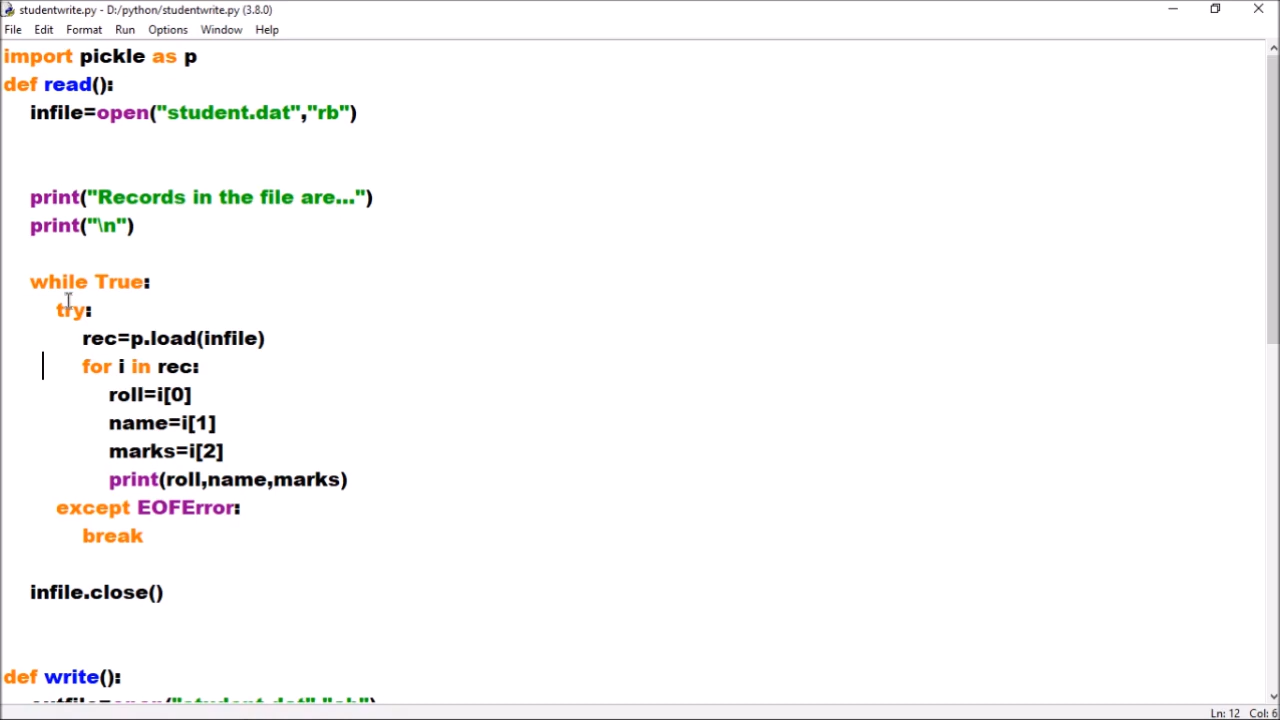 studentwrite.py - D:/python/studentwrite.py (3.8.0)
File Edit Format Run Options Window Help
import pickle as p
def read():
    infile=open("student.dat","rb")
    print("Records in the file are...")
    print("\n")
    while True:
        try:
            rec=p.load(infile)
            for i in rec:
                roll=i[0]
                name=i[1]
                marks=i[2]
                print(roll,name,marks)
        except EOFError:
            break
    infile.close()
def write():
Ln: 12 Col: 6